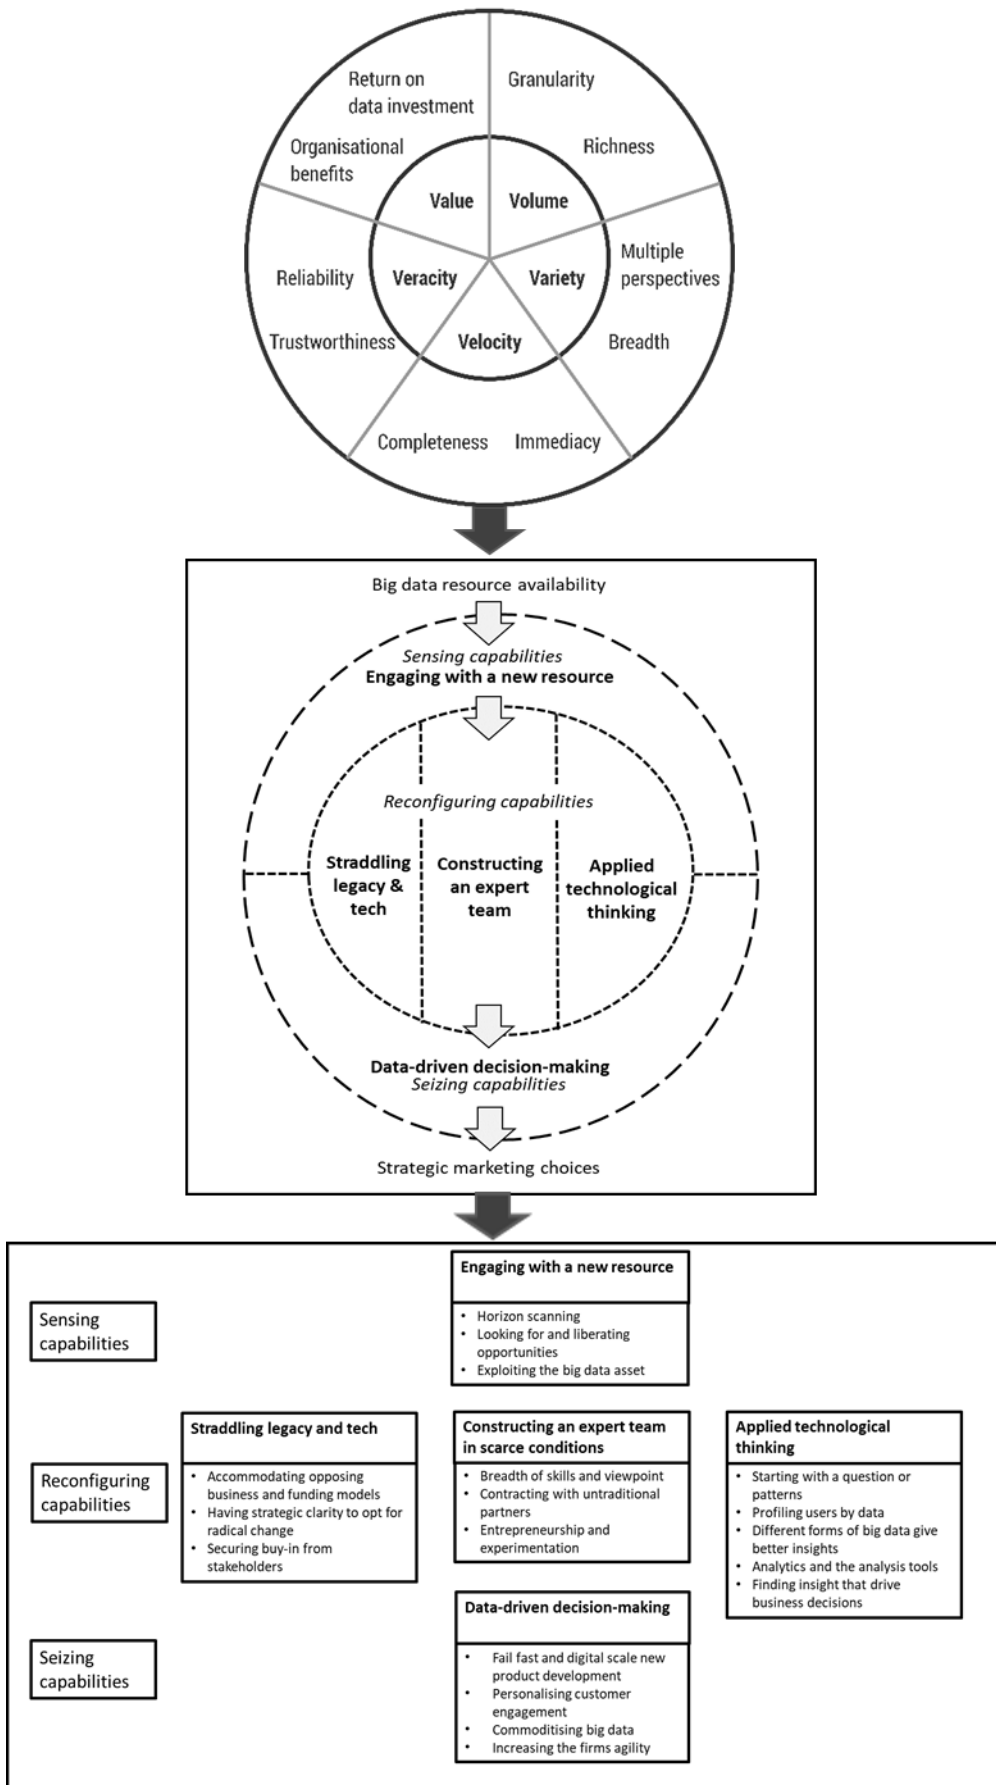 Return on
data investment
Granularity
Organisational
benefits
Richness
Value
Volume
Reliability
Veracity
Variety
Multiple
perspectives
Trustworthiness
Velocity
Breadth
Completeness
Immediacy
Big data resource availability
Sensing capabilities
Engaging with a new resource
Reconfiguring capabilities
Straddling
legacy &
tech
Constructing
an expert
team
Applied
technological
thinking
Data-driven decision-making
Seizing capabilities
Strategic marketing choices
Sensing
capabilities
Engaging with a new resource
• Horizon scanning
• Looking for and liberating
opportunities
• Exploiting the big data asset
Reconfiguring
capabilities
Straddling legacy and tech
• Accommodating opposing
business and funding models
• Having strategic clarity to opt for
radical change
• Securing buy-in from
stakeholders
Constructing an expert team
in scarce conditions
• Breadth of skills and viewpoint
• Contracting with untraditional
partners
• Entrepreneurship and
experimentation
Applied technological
thinking
• Starting with a question or
patterns
• Profiling users by data
• Different forms of big data give
better insights
• Analytics and the analysis tools
• Finding insight that drive
business decisions
Seizing
capabilities
Data-driven decision-making
• Fail fast and digital scale new
product development
• Personalising customer
engagement
• Commoditising big data
• Increasing the firms agility